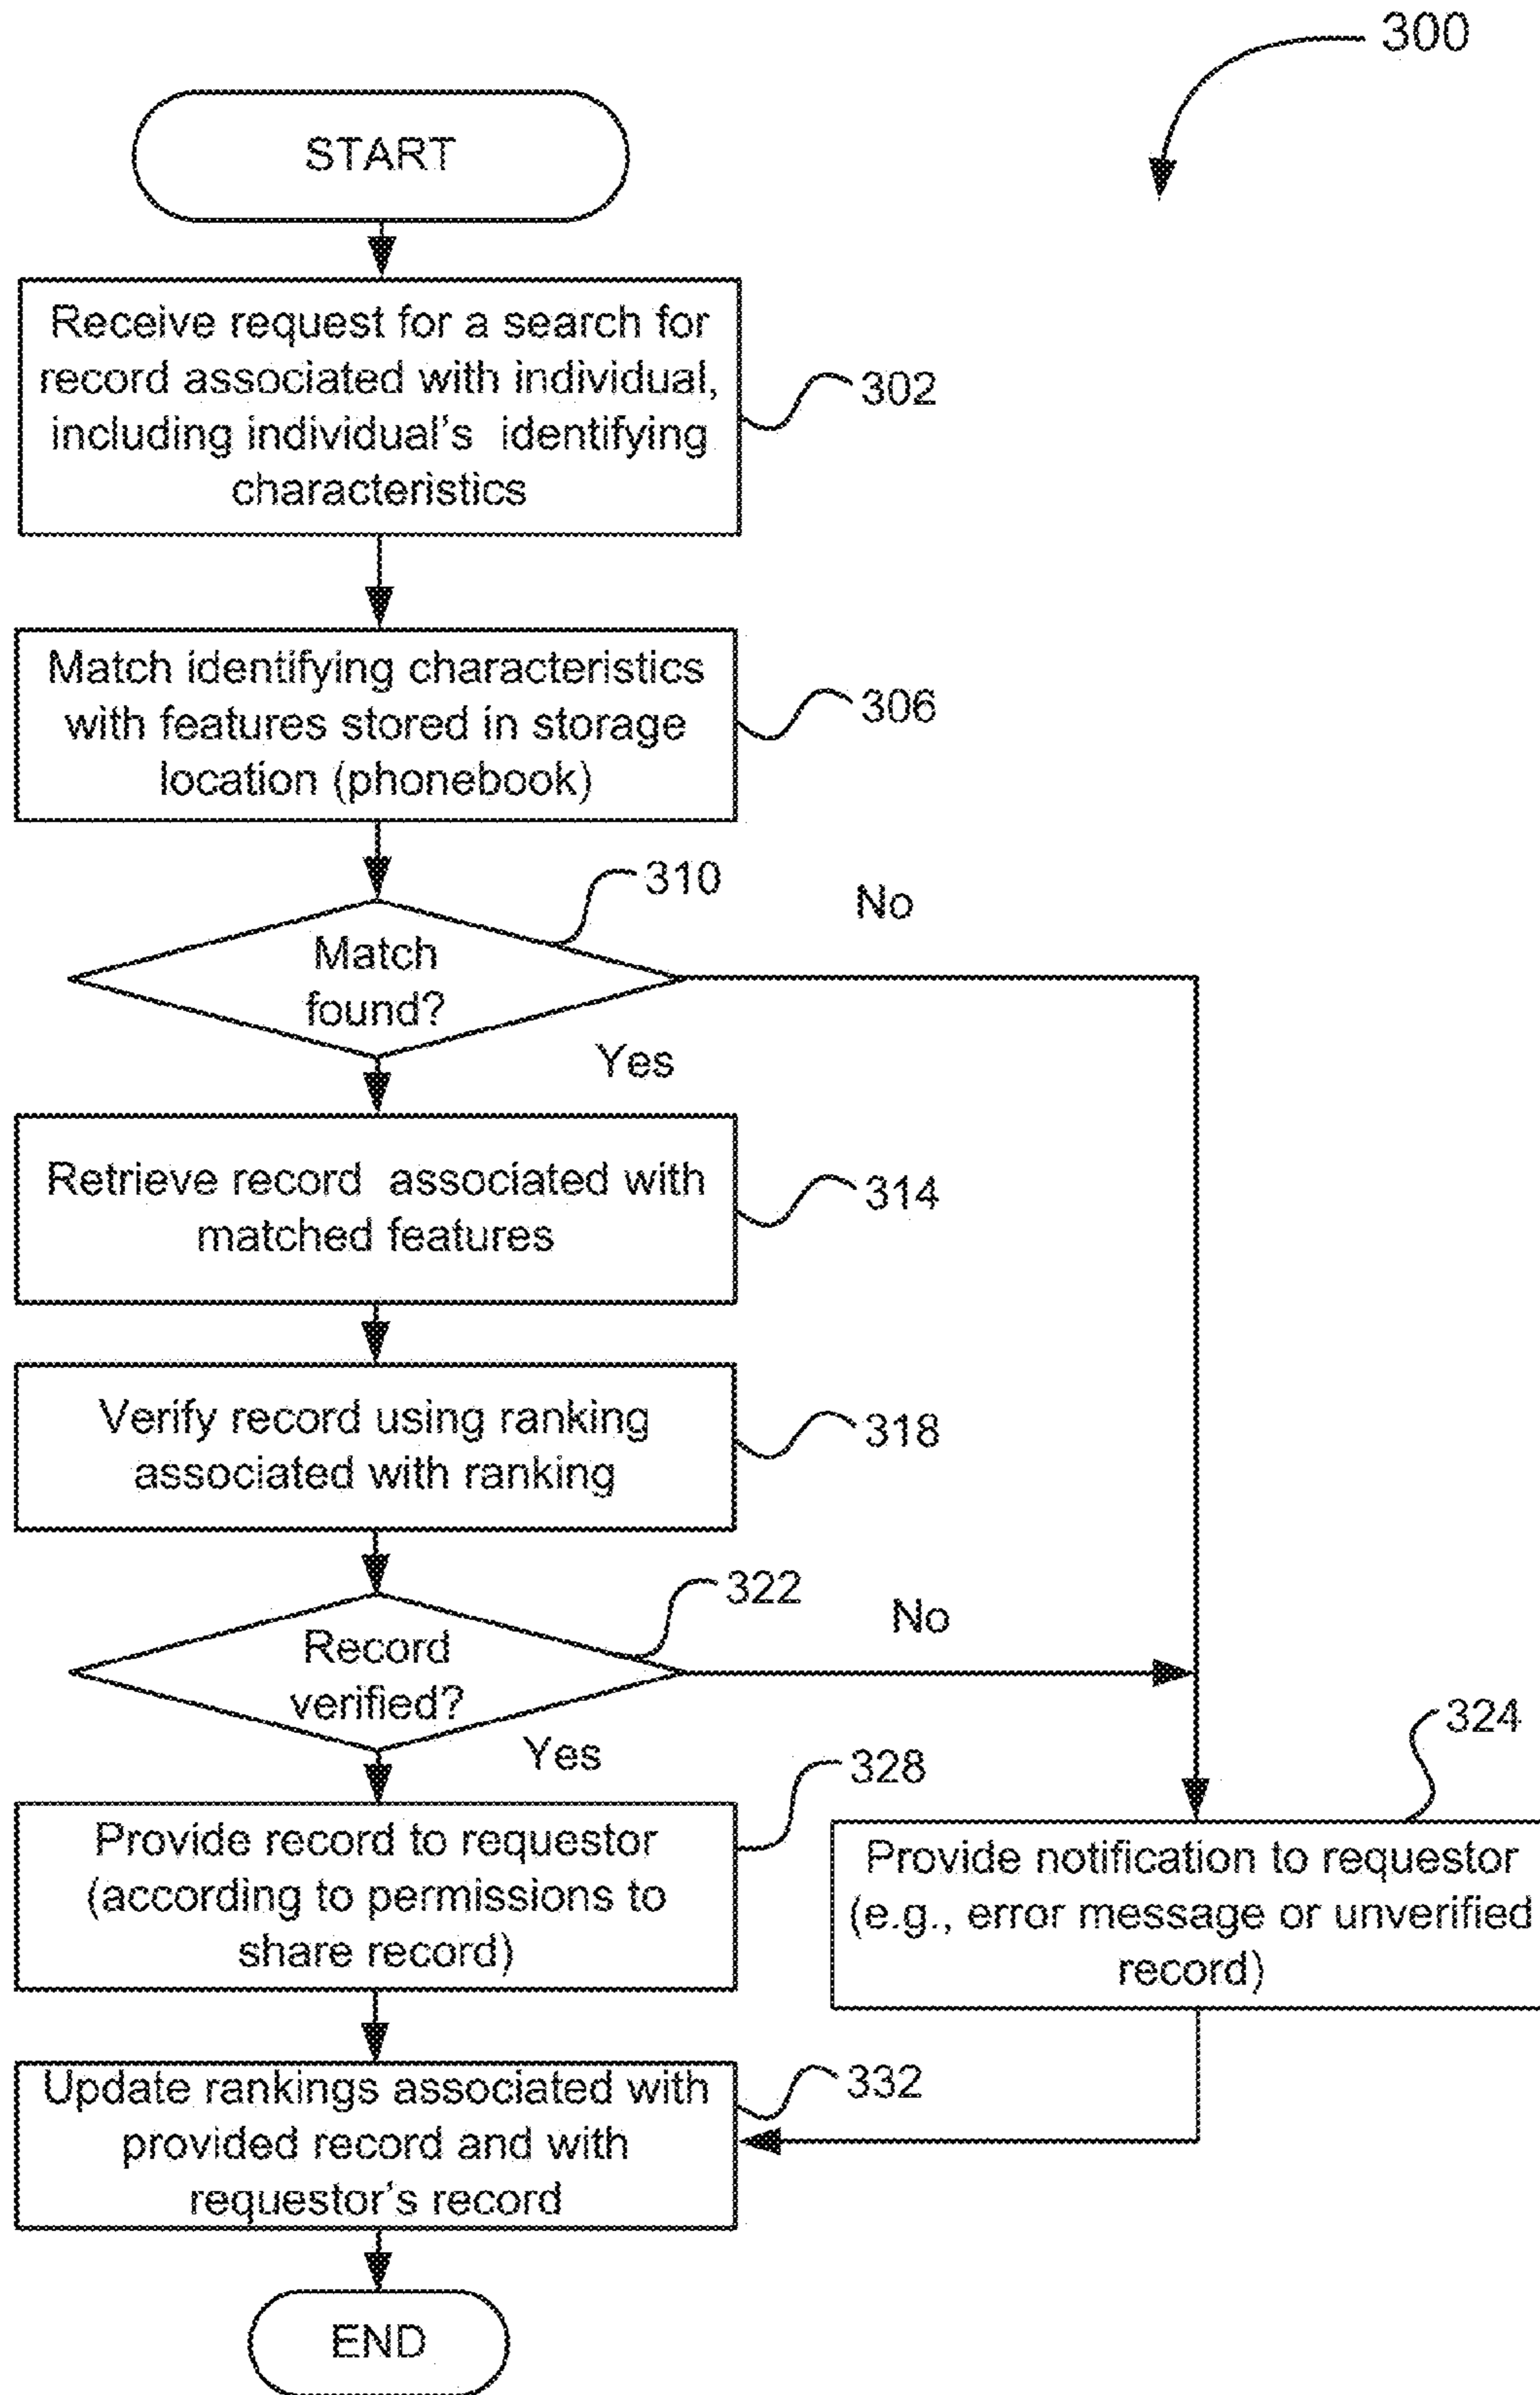 300
START
Receive request for a search for
record associated with individual,
including individual's identifying
characteristics
302
Match identifying characteristics
with features stored in storage
location (phonebook)
306
310
No
Match
found?
Yes
Retrieve record associated with
matched features
314
Verify record using ranking
associated with ranking
318
322
No
Record
verified?
Yes
324
328
Provide record to requestor
(according to permissions to
share record)
Provide notification to requestor
(e.g., error message or unverified
record)
332
Update rankings associated with
provided record and with
requestor's record
END